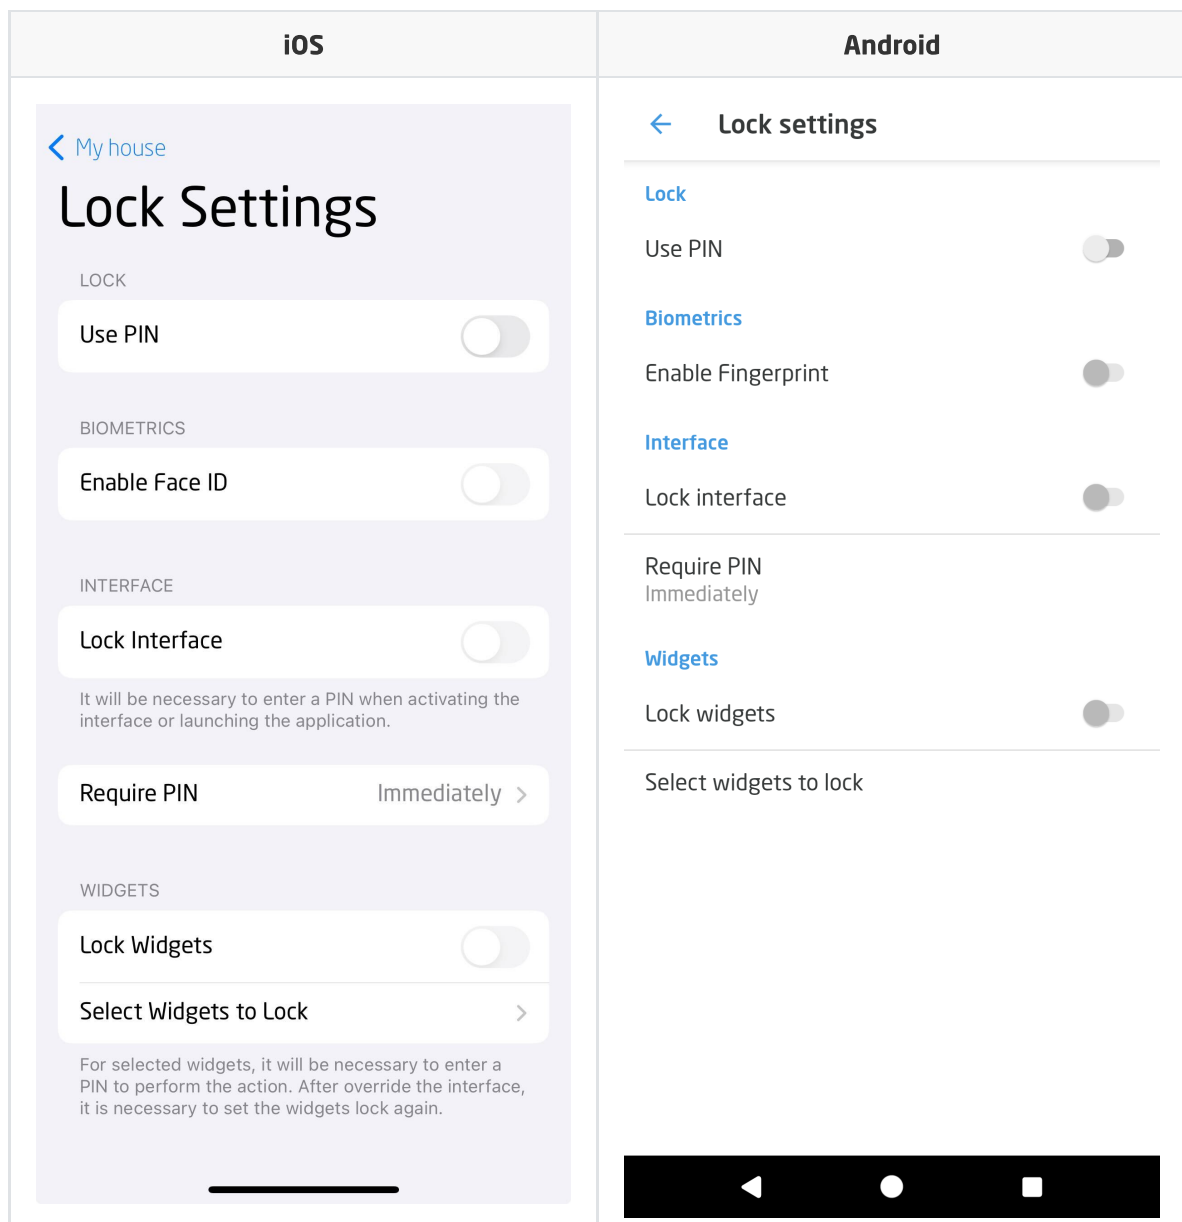 iOS
Android
My house
Lock Settings
LOCK
Use PIN
BIOMETRICS
Enable Face ID
INTERFACE
Lock Interface
It will be necessary to enter a PIN when activating the
interface or launching the application.
Require PIN Immediately
WIDGETS
Lock Widgets
Select Widgets to Lock
For selected widgets, it will be necessary to enter a
PIN to perform the action. After override the interface,
it is necessary to set the widgets lock again.
Lock settings
Lock
Use PIN
Biometrics
Enable Fingerprint
Interface
Lock interface
Require PIN
Immediately
Widgets
Lock widgets
Select widgets to lock